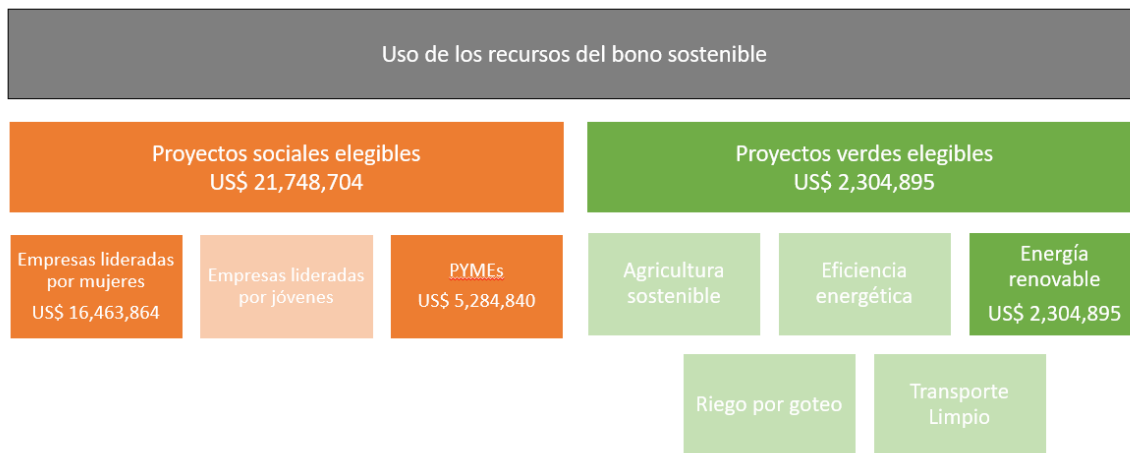 Uso de los recursos del bono sostenible
Proyectos sociales elegibles
US$ 21,748,704
Proyectos verdes elegibles
US$ 2,304,895
Empresas lideradas
por mujeres
US$ 16,463,864
Empresas lideradas
por jóvenes
PYMEs
US$ 5,284,840
Agricultura
sostenible
Eficiencia
energética
Energía
renovable
US$ 2,304,895
Riego por goteo
Transporte
Limpio